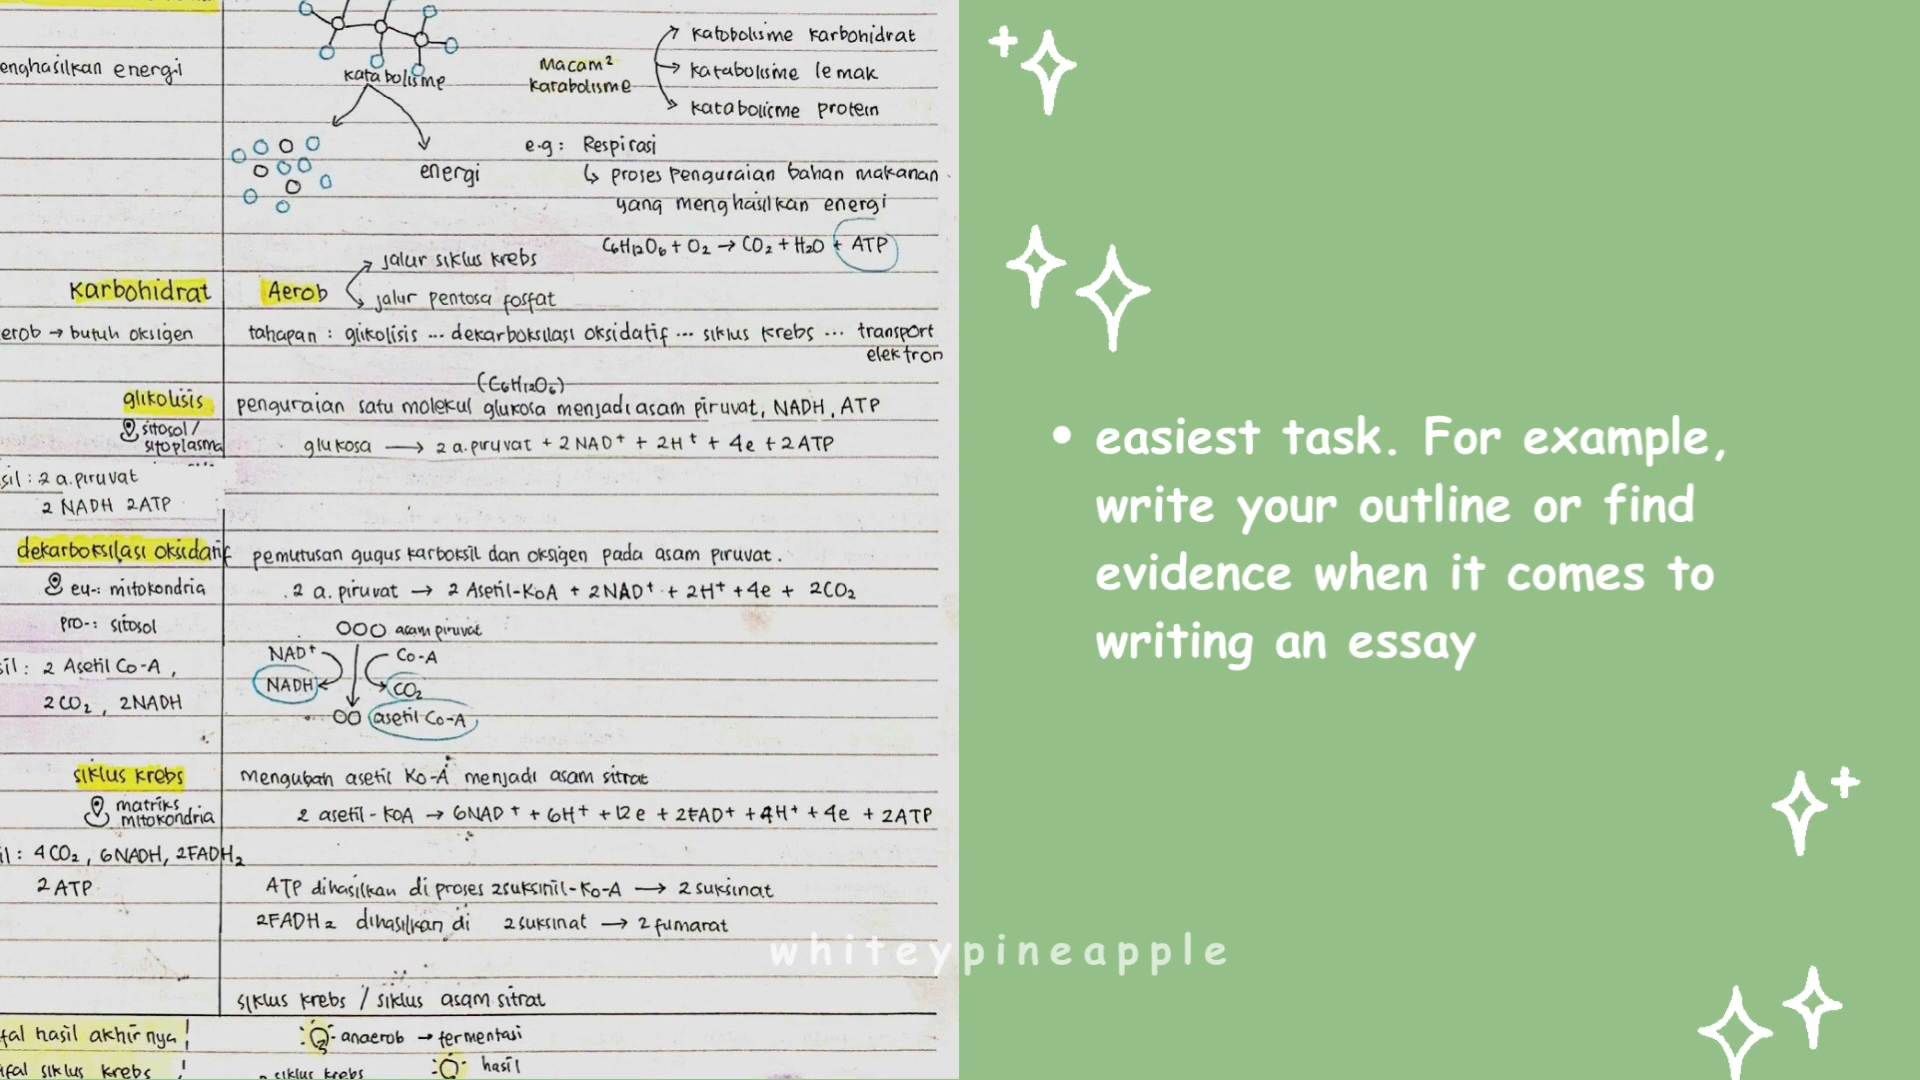 enghasilkan energi
katabolisme
energi
Macam²
karabolisme
katobolisme karbohidrat
katabolisme lemak
katabolisme protein
e.g: Respirasi
↳ proses penguraian bahan makanan
yang menghasilkan energi
C6H12O6 + O2 → CO2 + H2O + ATP
Karbohidrat
Aerob
jalur siklus krebs
jalur pentosa fosfat
erob → butuh oksigen
tahapan : glikolisis ... dekarboksilasi oksidatif ... siklus krebs ... transport
elektron
glikolisis
sitosol/
sitoplasma
(C6H12O6)
penguraian satu molekul glukosa menjadi asam piruvat, NADH, ATP
glukosa ⟶ 2 a.piruvat + 2 NAD+ + 2H+ + 4e + 2 ATP
sil : 2 a.piruvat
2 NADH 2ATP
dekarboksilasi oksidatif
eu-: mitokondria
pro-: sitosol
pemutusan gugus karboksil dan oksigen pada asam piruvat.
2 a. piruvat → 2 Asetil-KoA + 2NAD+ + 2H+ + 4e + 2CO2
asam piruvat
NAD+
Co-A
NADH
CO2
asetil Co-A
sil: 2 Asetil Co-A,
2CO2, 2NADH
siklus krebs
matriks
mitokondria
mengubah asetil Ko-A menjadi asam sitrat
2 asetil-KoA → 6NAD+ + 6H+ + 12e + 2FAD+ + 4H+ + 4e + 2ATP
il: 4CO2, 6NADH, 2FADH2
2 ATP
ATP dihasilkan di proses 2suksinil-Ko-A ⟶ 2 suksinat
2FADH2 dihasilkan di 2 suksinat → 2 fumarat
siklus krebs / siklus asam sitrat
fal hasil akhirnya!
anaerob → fermentasi
afal siklus krebs !
siklus krebs
hasil
• easiest task. For example,
write your outline or find
evidence when it comes to
writing an essay
whiteypineapple